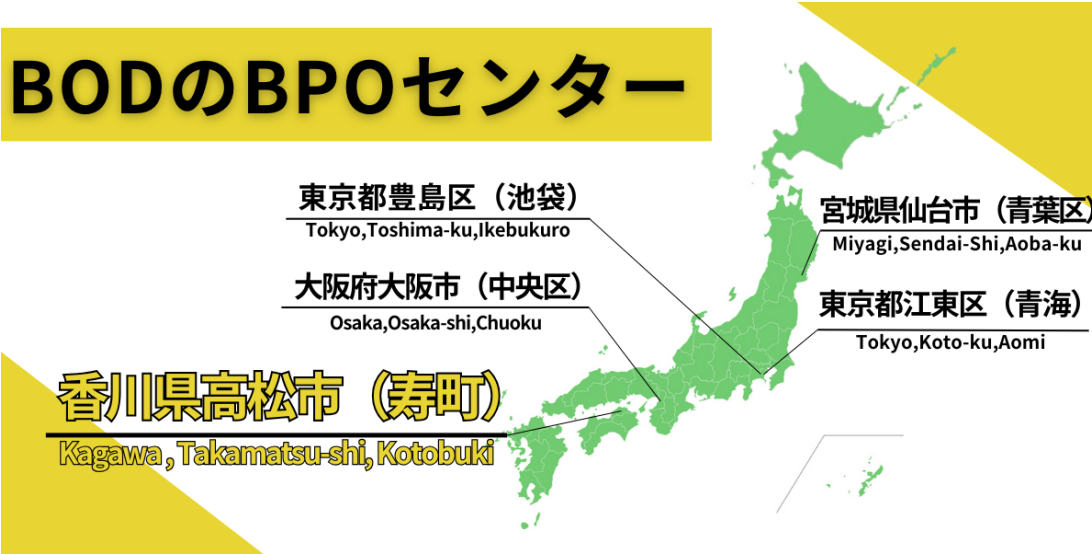 BODのBPOセンター
東京都豊島区（池袋）
Tokyo,Toshima-ku,Ikebukuro
宮城県仙台市（青葉区）
Miyagi,Sendai-Shi,Aoba-ku
大阪府大阪市（中央区）
Osaka,Osaka-shi,Chuoku
東京都江東区（青海）
Tokyo,Koto-ku,Aomi
香川県高松市（寿町）
Kagawa , Takamatsu-shi, Kotobuki